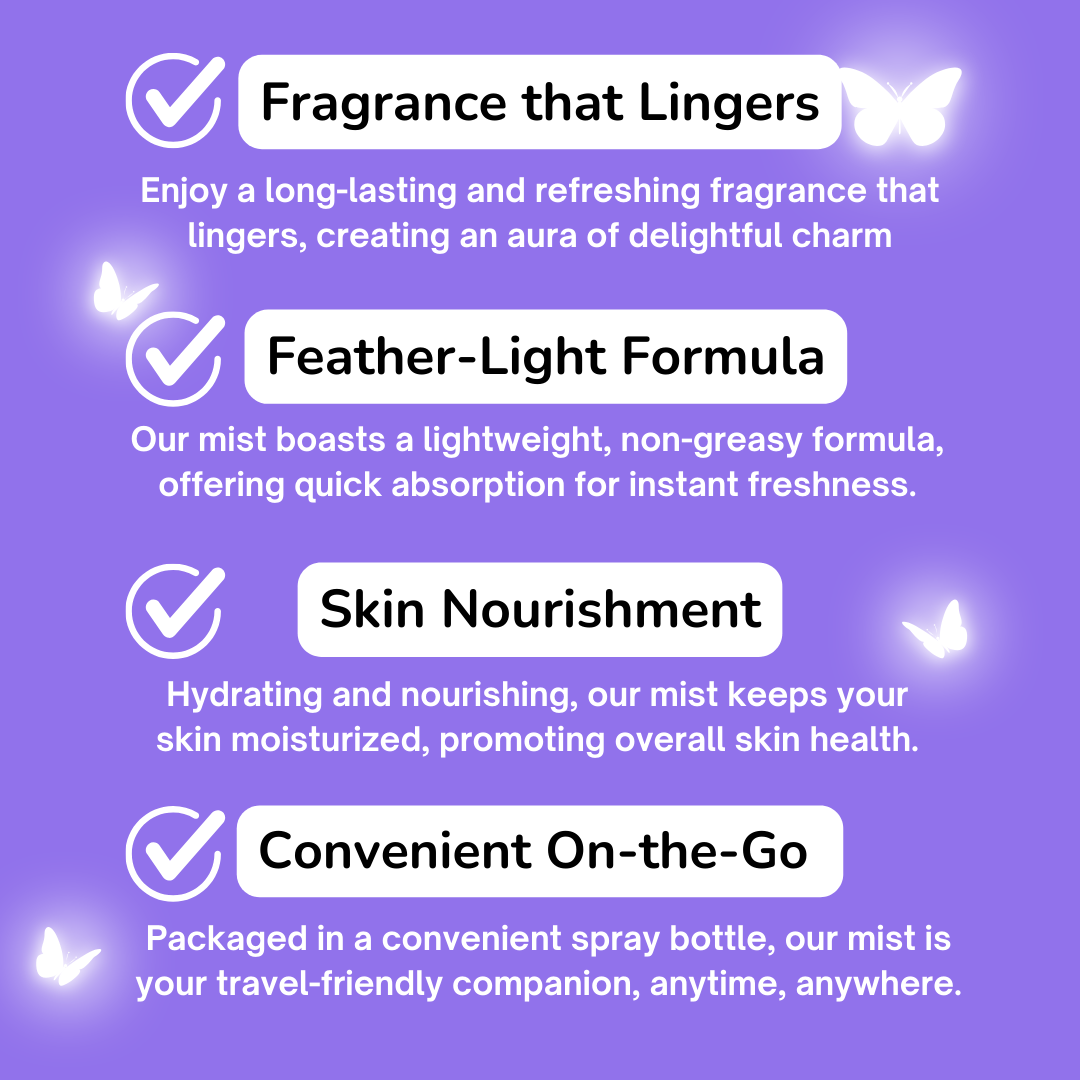 Fragrance that Lingers
Enjoy a long-lasting and refreshing fragrance that
lingers, creating an aura of delightful charm
Feather-Light Formula
Our mist boasts a lightweight, non-greasy formula,
offering quick absorption for instant freshness.
Skin Nourishment
Hydrating and nourishing, our mist keeps your
skin moisturized, promoting overall skin health.
Convenient On-the-Go
Packaged in a convenient spray bottle, our mist is
your travel-friendly companion, anytime, anywhere.